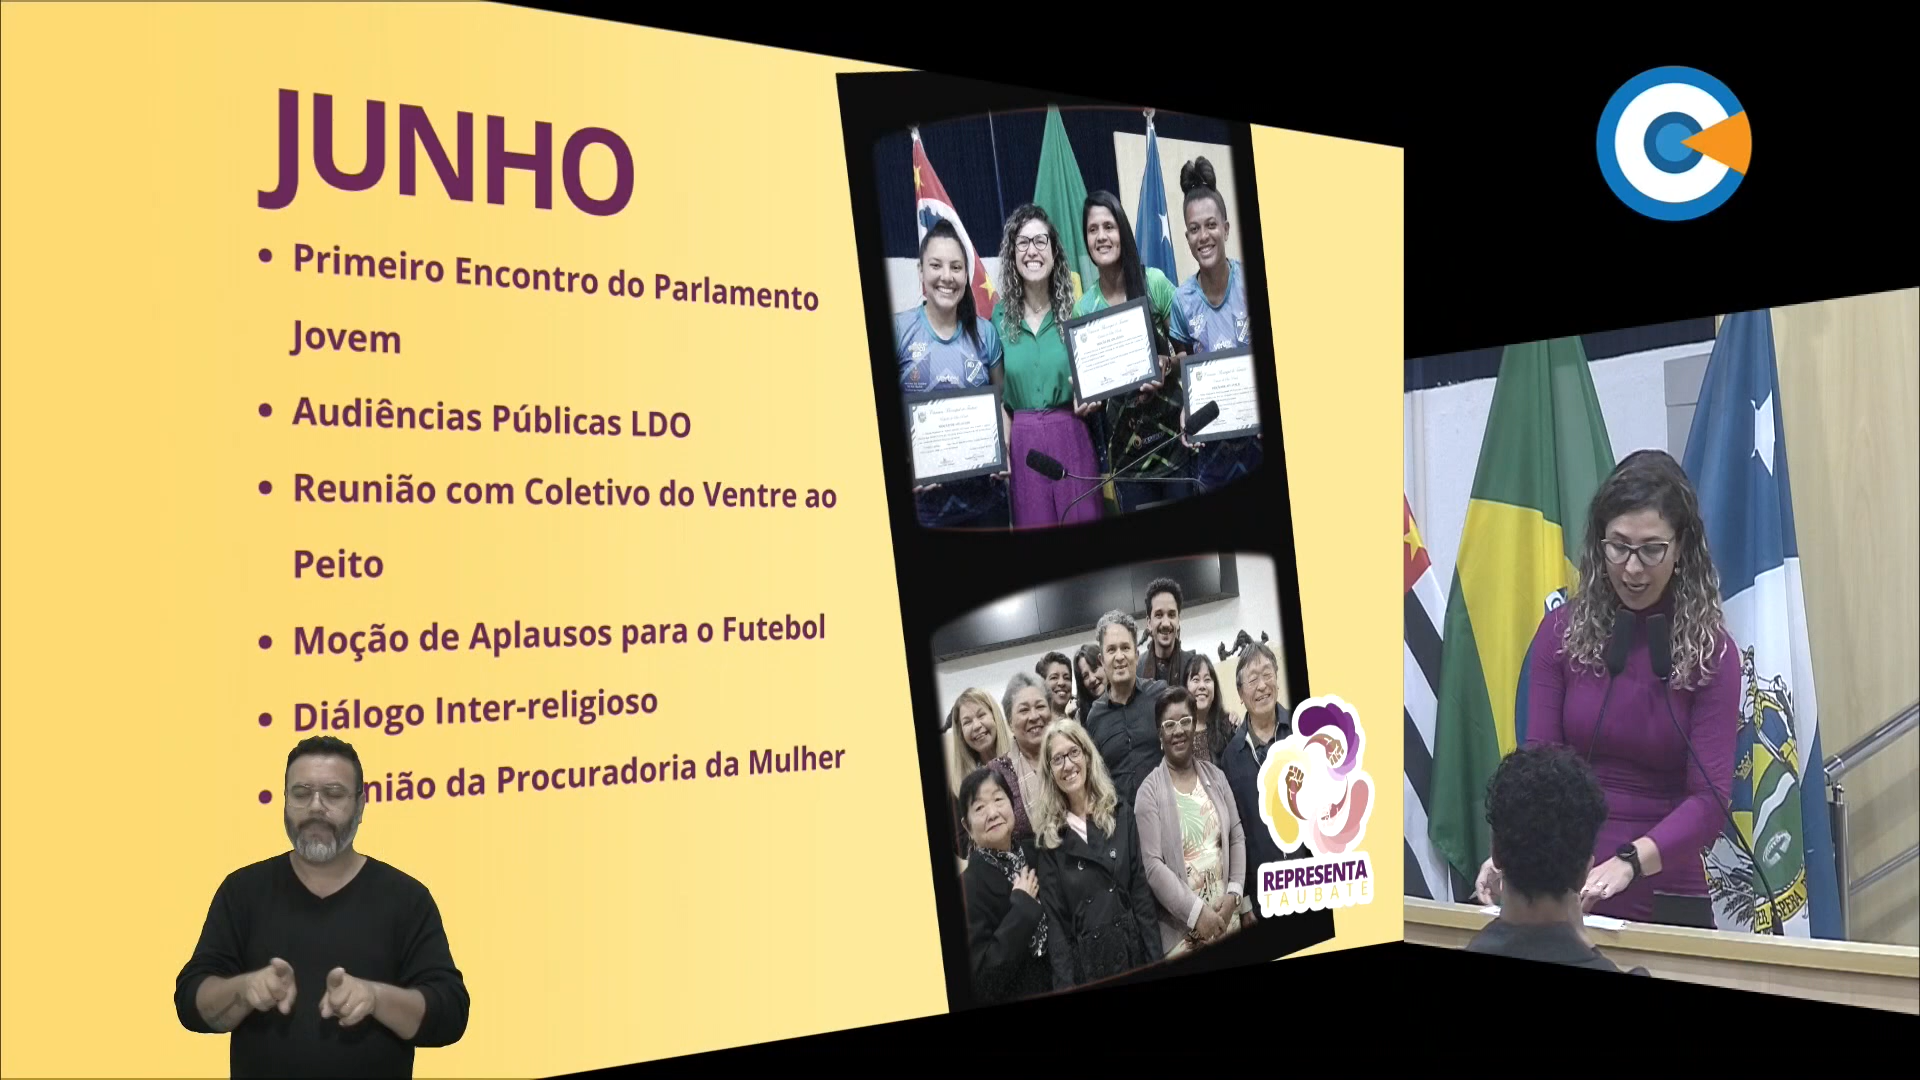 JUNHO
• Primeiro Encontro do Parlamento
Jovem
• Audiências Públicas LDO
• Reunião com Coletivo do Ventre ao
Peito
• Moção de Aplausos para o Futebol
• Diálogo Inter-religioso
• nião da Procuradoria da Mulher
REPRESENTA
TAUBATÉ